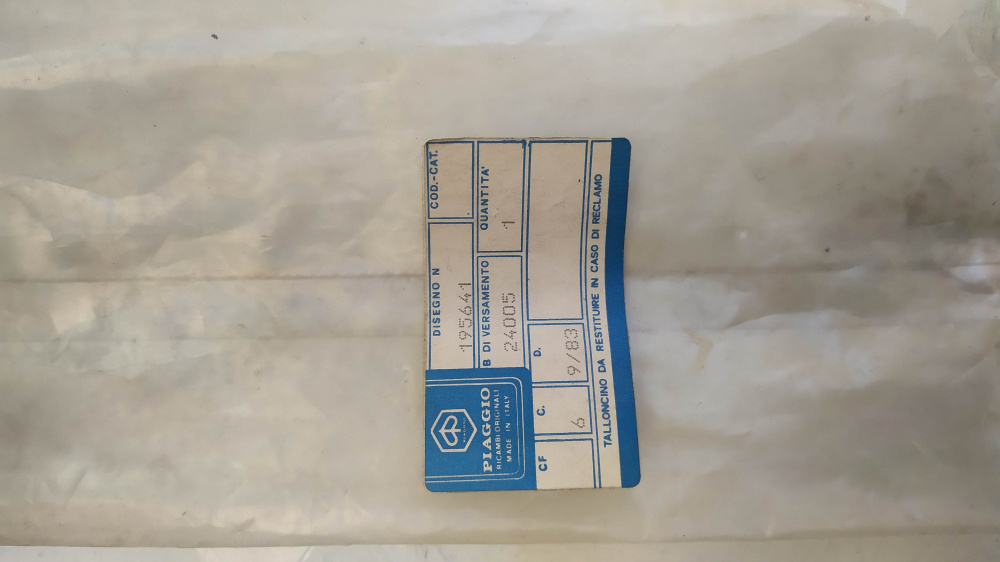 PIAGGIO
RICAMBI ORIGINALI
MADE IN ITALY
DISEGNO N
COD.-CAT.
195641
B DI VERSAMENTO
QUANTITA'
24005
1
CF
C.
D.
6
9/83
TALLONCINO DA RESTITUIRE IN CASO DI RECLAMO